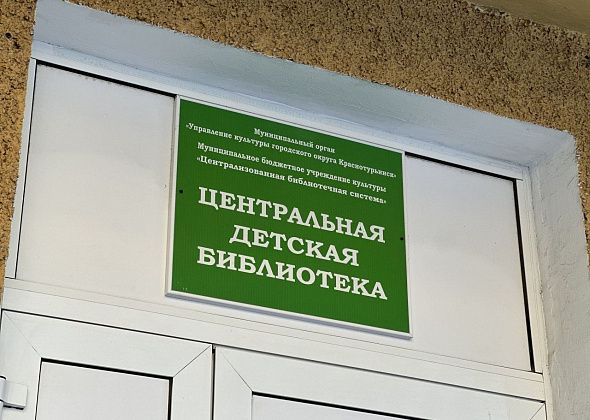 Муниципальный орган
«Управление культуры городского округа Краснотурьинск»
Муниципальное бюджетное учреждение культуры
«Централизованная библиотечная система»
ЦЕНТРАЛЬНАЯ
ДЕТСКАЯ
БИБЛИОТЕКА